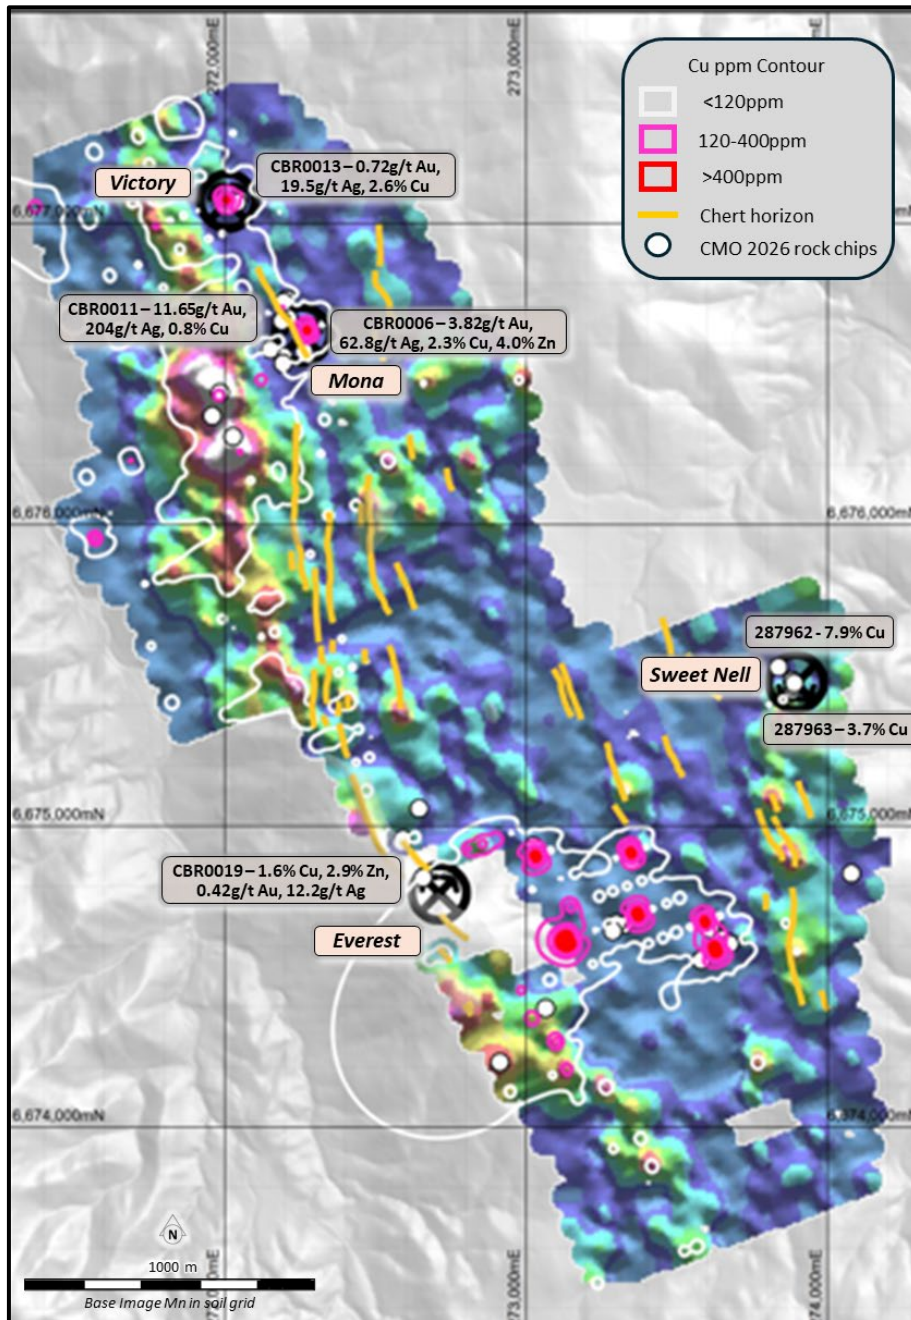 272,000mE
273,000mE
Cu ppm Contour
<120ppm
120-400ppm
>400ppm
Chert horizon
CMO 2026 rock chips
Victory
CBR0013 – 0.72g/t Au,
19.5g/t Ag, 2.6% Cu
6,677,000mN
CBR0011 – 11.65g/t Au,
204g/t Ag, 0.8% Cu
CBR0006 – 3.82g/t Au,
62.8g/t Ag, 2.3% Cu, 4.0% Zn
Mona
6,676,000mN
6,676,000mN
287962 - 7.9% Cu
Sweet Nell
287963 – 3.7% Cu
6,675,000mN
6,675,000mN
CBR0019 – 1.6% Cu, 2.9% Zn,
0.42g/t Au, 12.2g/t Ag
Everest
6,674,000mN
6,674,000mN
N
1000 m
Base Image Mn in soil grid
273,000mE
274,000mE